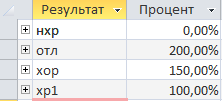 Результат Процент
нхр 0,00%
отл 200,00%
хор 150,00%
хр1 100,00%